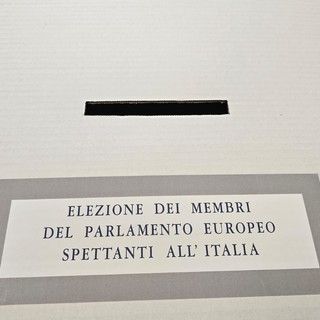 ELEZIONE DEI MEMBRI
DEL PARLAMENTO EUROPEO
SPETTANTI ALL' ITALIA